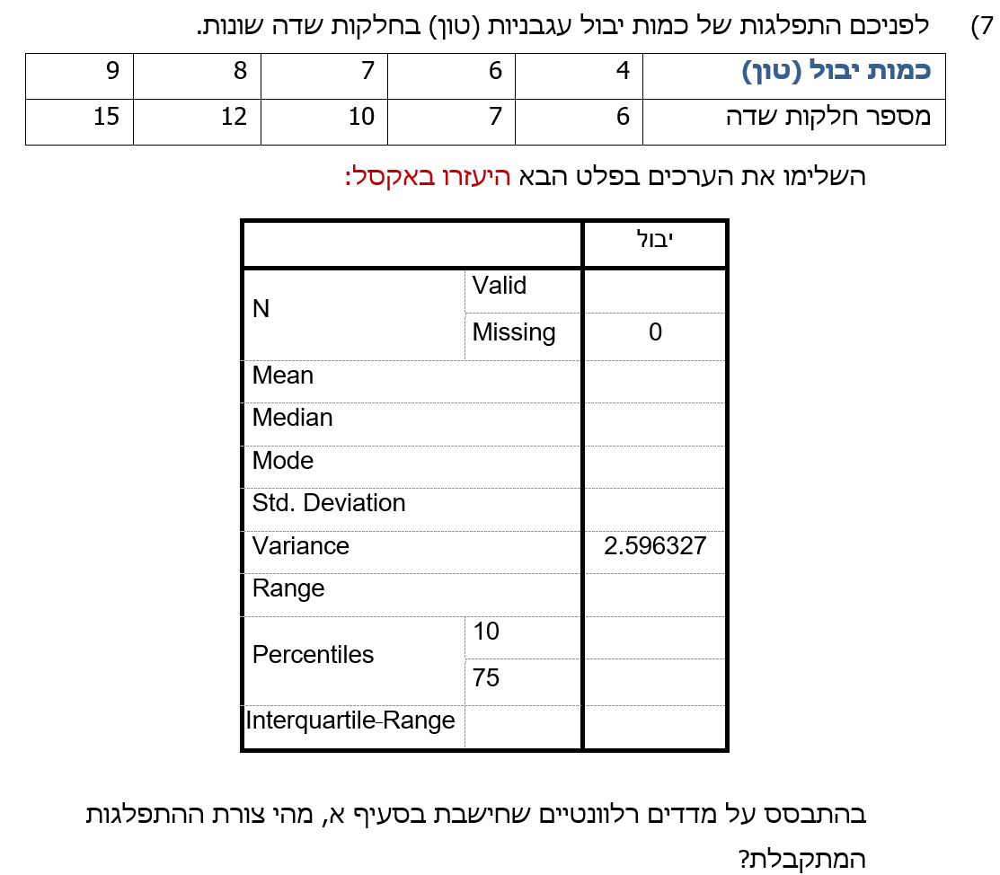 7) לפניכם התפלגות של כמות יבול עגבניות (טון) בחלקות שדה שונות.
כמות יבול (טון) 4 6 7 8 9
מספר חלקות שדה 6 7 10 12 15
השלימו את הערכים בפלט הבא היעזרו באקסל:
יבול
N Valid
Missing 0
Mean
Median
Mode
Std. Deviation
Variance 2.596327
Range
Percentiles 10
75
Interquartile-Range
בהתבסס על מדדים רלוונטיים שחישבת בסעיף א, מהי צורת ההתפלגות
המתקבלת?